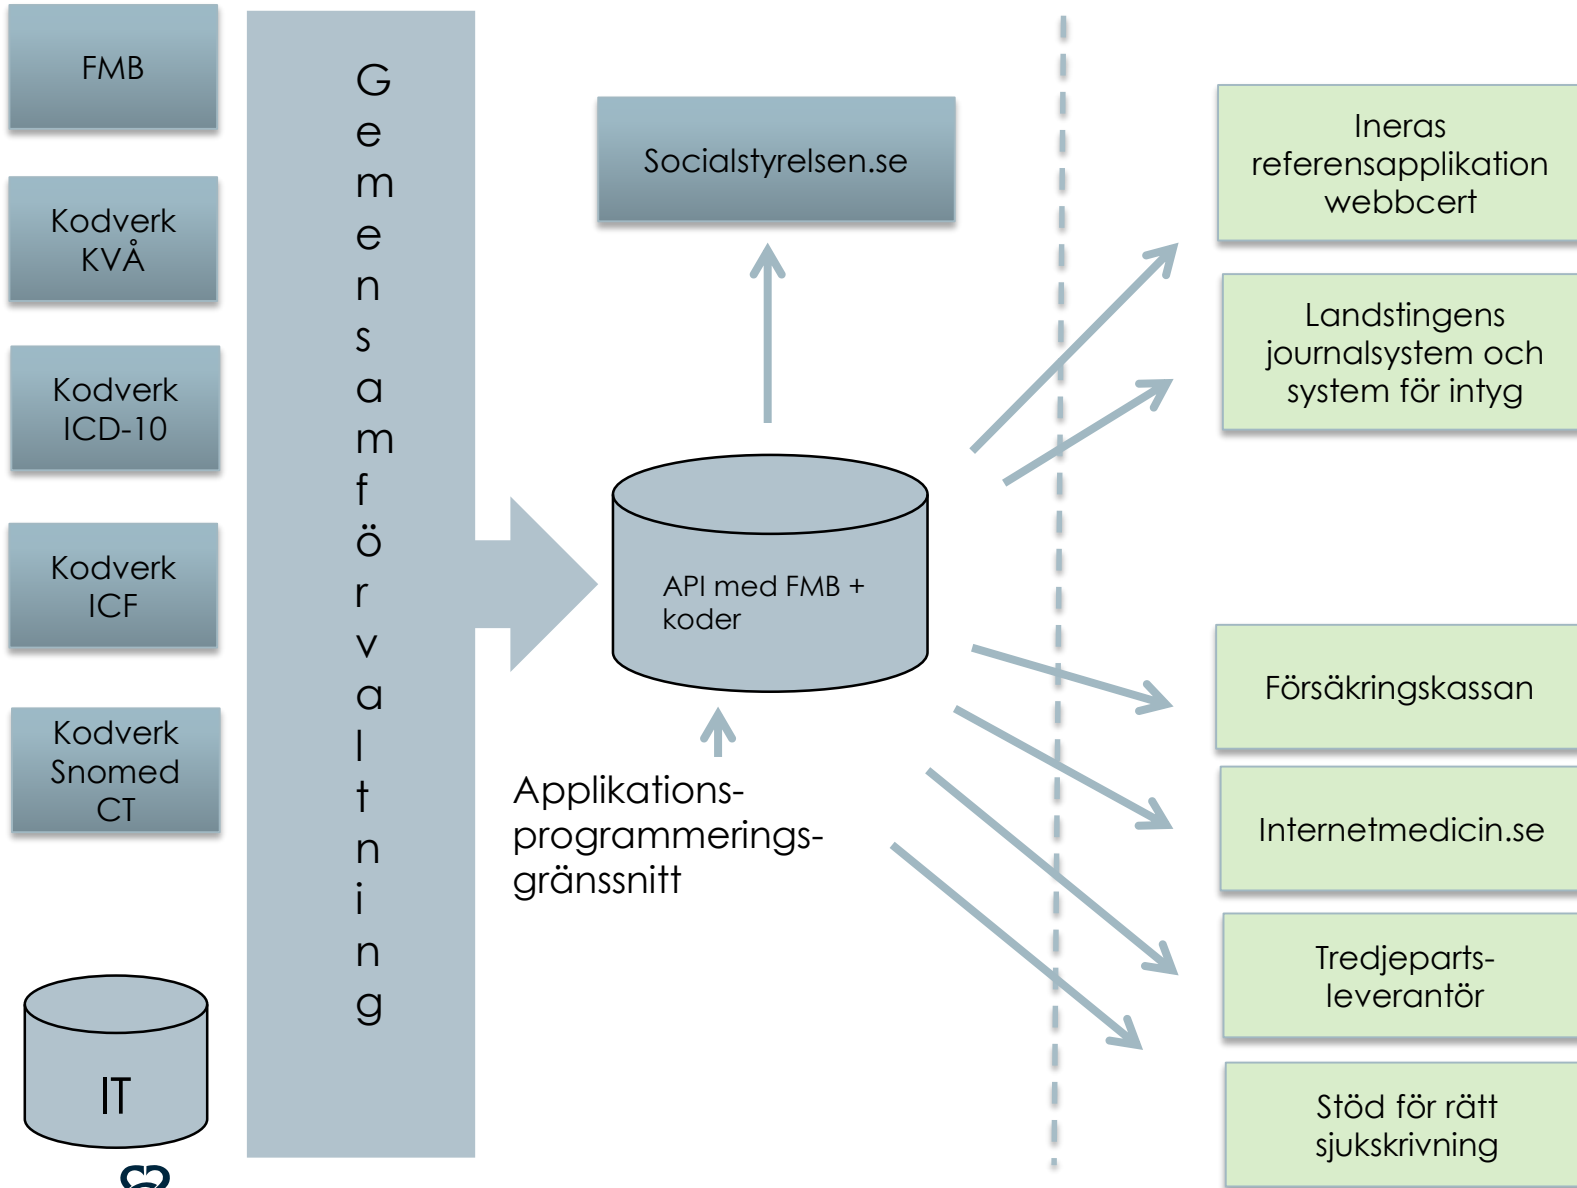 FMB
Kodverk
KVÅ
Kodverk
ICD-10
Kodverk
ICF
Kodverk
Snomed
CT
IT
G
e
m
e
n
s
a
m
f
ö
r
v
a
l
t
n
i
n
g
Socialstyrelsen.se
API med FMB +
koder
Applikations-
programmerings-
gränssnitt
Ineras
referensapplikation
webbcert
Landstingens
journalsystem och
system för intyg
Försäkringskassan
Internetmedicin.se
Tredjeparts-
leverantör
Stöd för rätt
sjukskrivning